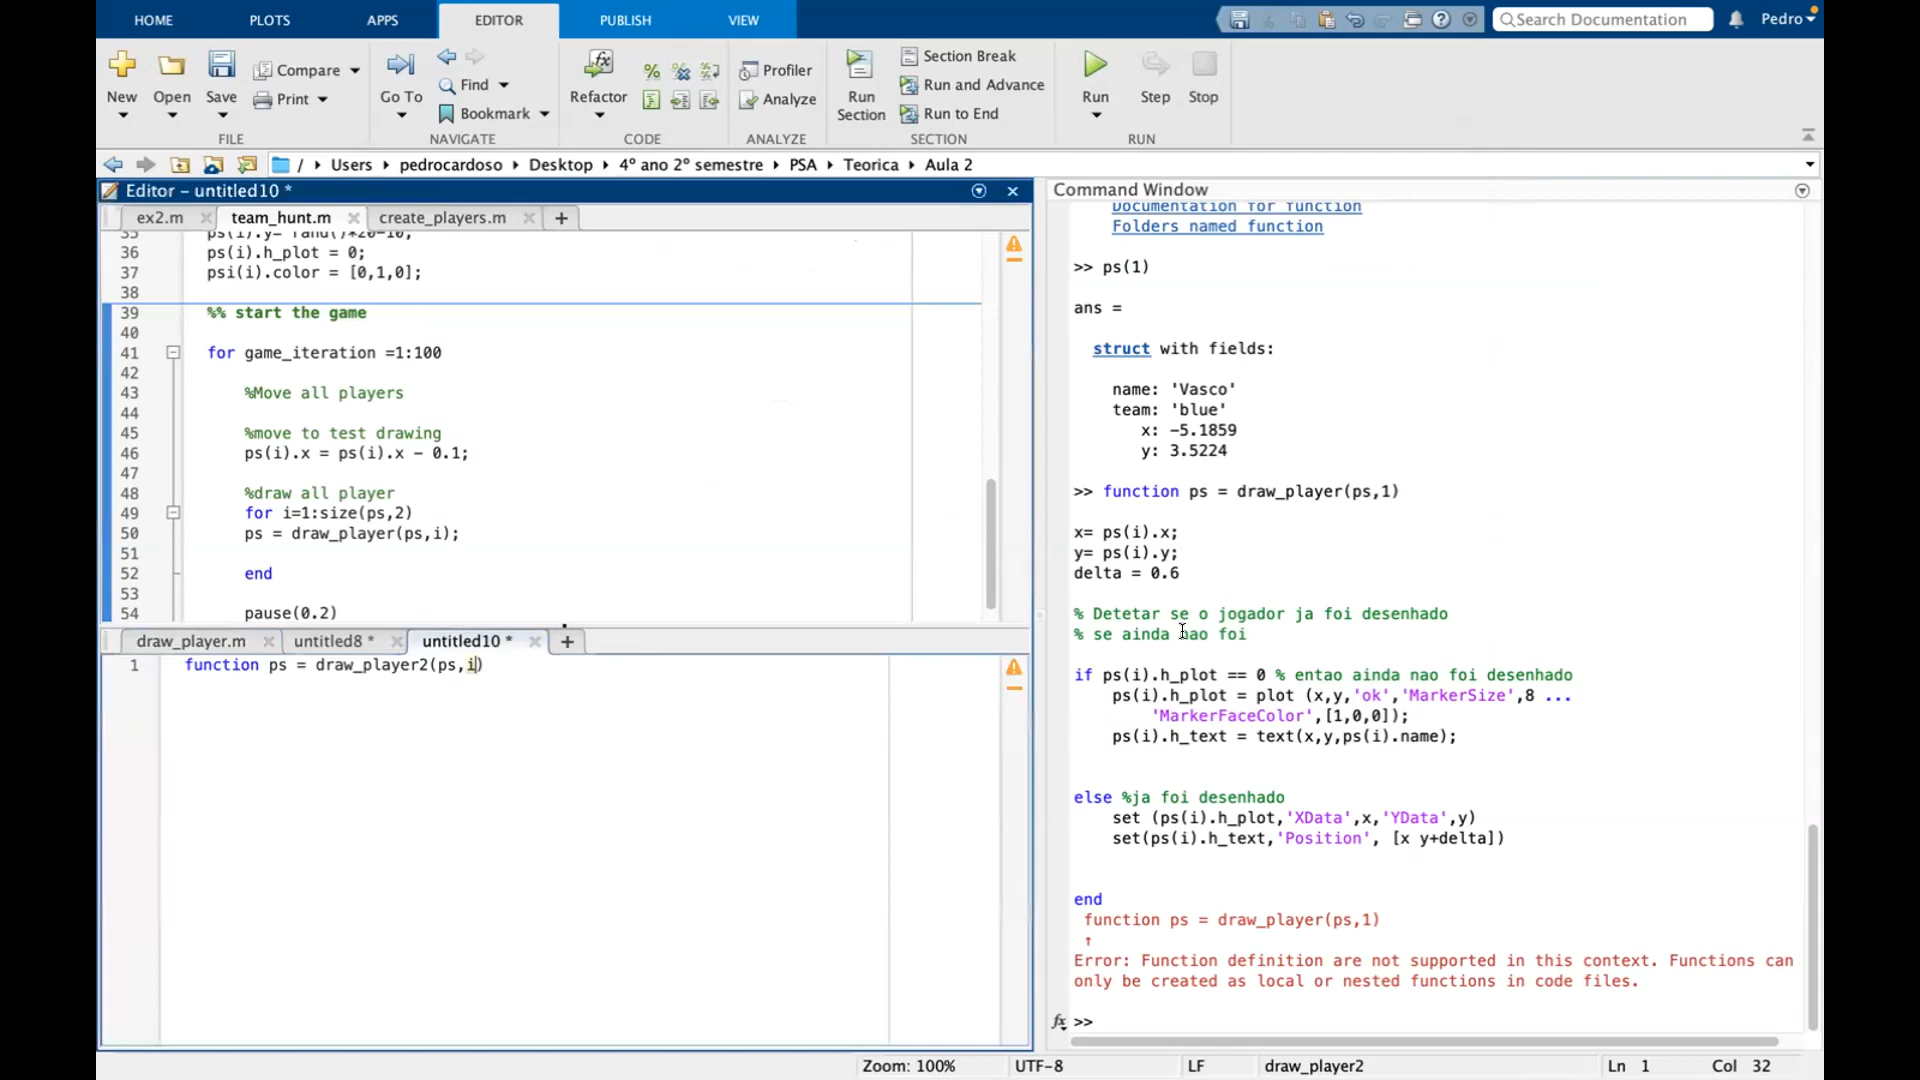 HOME PLOTS APPS EDITOR PUBLISH VIEW
Search Documentation Pedro
New Open Save Compare Print
Go To Find Bookmark
Refactor
Profiler Analyze
Run Section
Section Break
Run and Advance
Run to End
Run Step Stop
FILE NAVIGATE CODE ANALYZE SECTION RUN
/ Users pedrocardoso Desktop 4º ano 2º semestre PSA Teorica Aula 2
Editor – untitled10 *
ex2.m team_hunt.m create_players.m +
35 ps(i).y= rand()*20-10;
36 ps(i).h_plot = 0;
37 psi(i).color = [0,1,0];
38
39 %% start the game
40
41 for game_iteration =1:100
42
43 %Move all players
44
45 %move to test drawing
46 ps(i).x = ps(i).x - 0.1;
47
48 %draw all player
49 for i=1:size(ps,2)
50 ps = draw_player(ps,i);
51
52 end
53
54 pause(0.2)
draw_player.m untitled8 * untitled10 * +
1 function ps = draw_player2(ps,i)
Command Window
Documentation for function
Folders named function
>> ps(1)
ans =
struct with fields:
name: 'Vasco'
team: 'blue'
x: -5.1859
y: 3.5224
>> function ps = draw_player(ps,1)
x= ps(i).x;
y= ps(i).y;
delta = 0.6
% Detetar se o jogador ja foi desenhado
% se ainda nao foi
if ps(i).h_plot == 0 % entao ainda nao foi desenhado
ps(i).h_plot = plot (x,y,'ok','MarkerSize',8 ...
'MarkerFaceColor',[1,0,0]);
ps(i).h_text = text(x,y,ps(i).name);
else %ja foi desenhado
set (ps(i).h_plot,'XData',x,'YData',y)
set(ps(i).h_text,'Position', [x y+delta])
end
function ps = draw_player(ps,1)
↑
Error: Function definition are not supported in this context. Functions can
only be created as local or nested functions in code files.
fx >>
Zoom: 100% UTF-8 LF draw_player2 Ln 1 Col 32